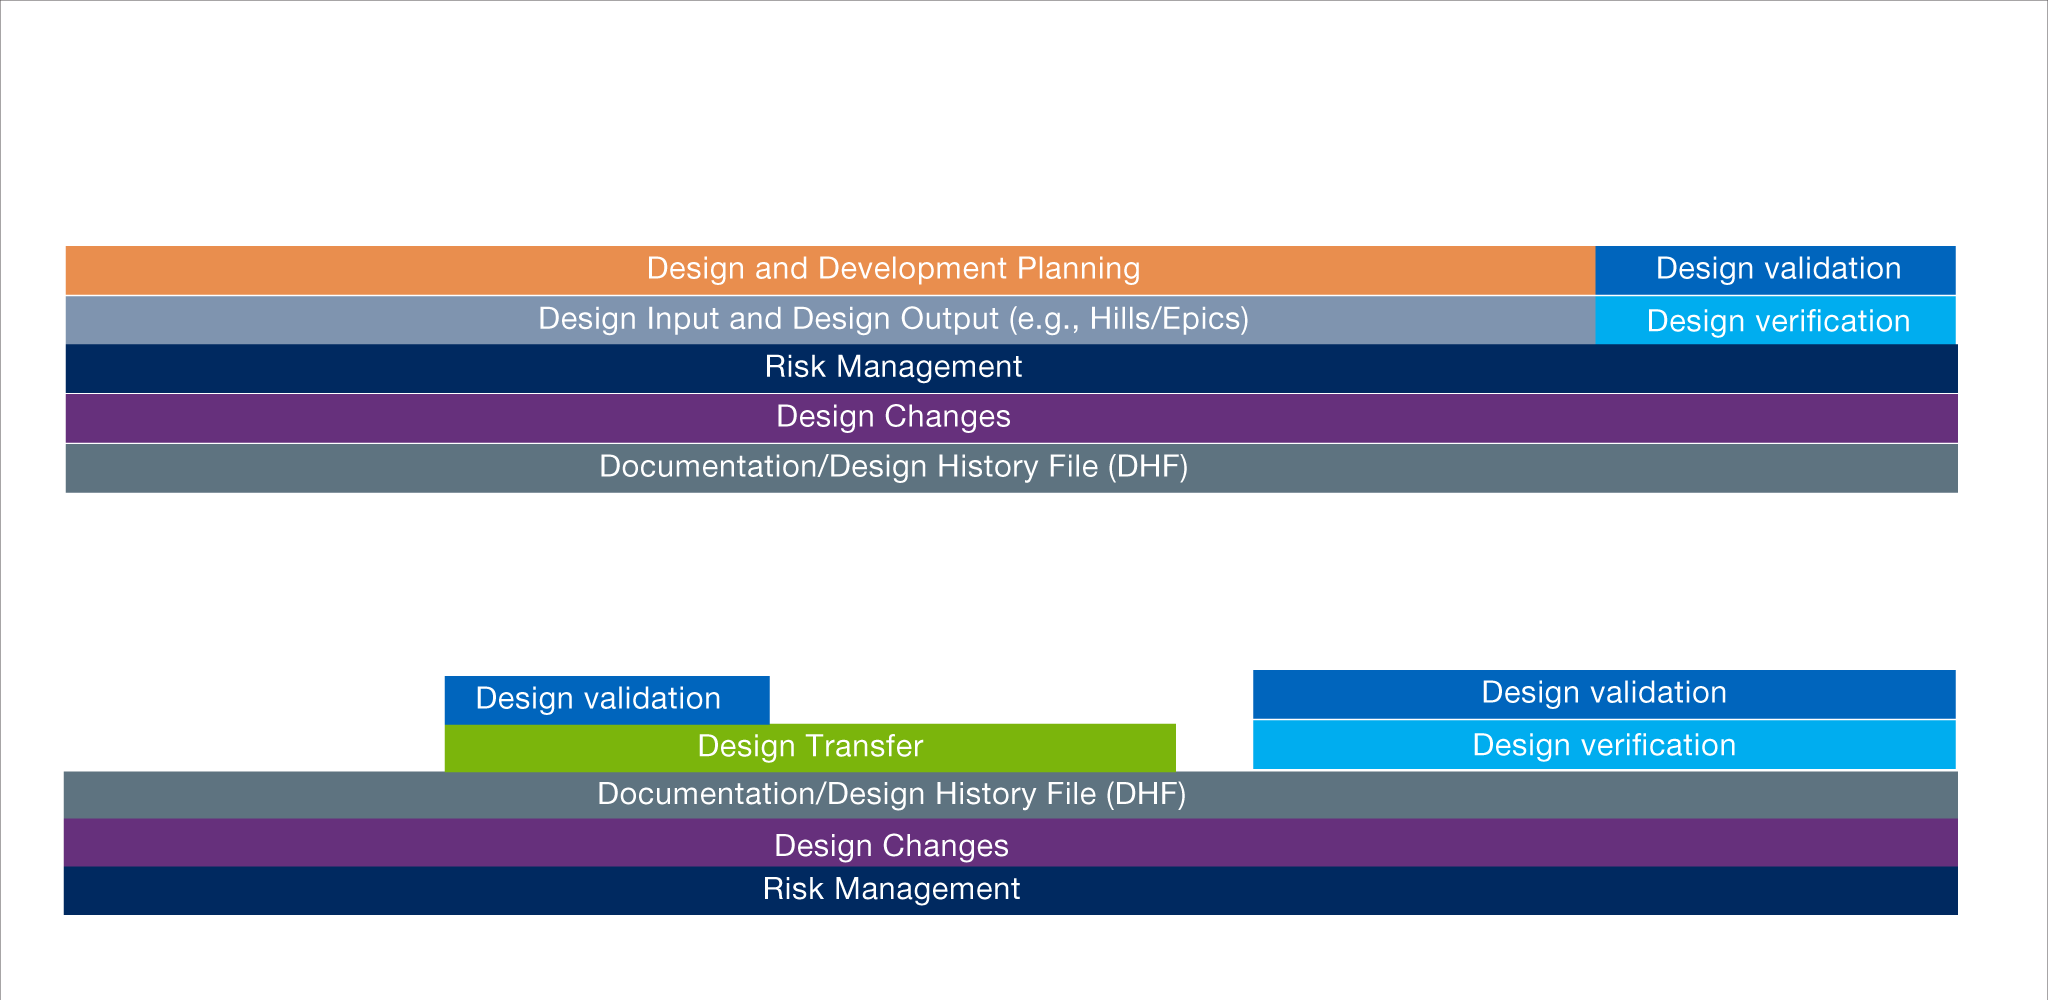 Design and Development Planning
Design validation
Design Input and Design Output (e.g., Hills/Epics)
Design verification
Risk Management
Design Changes
Documentation/Design History File (DHF)
Design validation
Design validation
Design Transfer
Design verification
Documentation/Design History File (DHF)
Design Changes
Risk Management